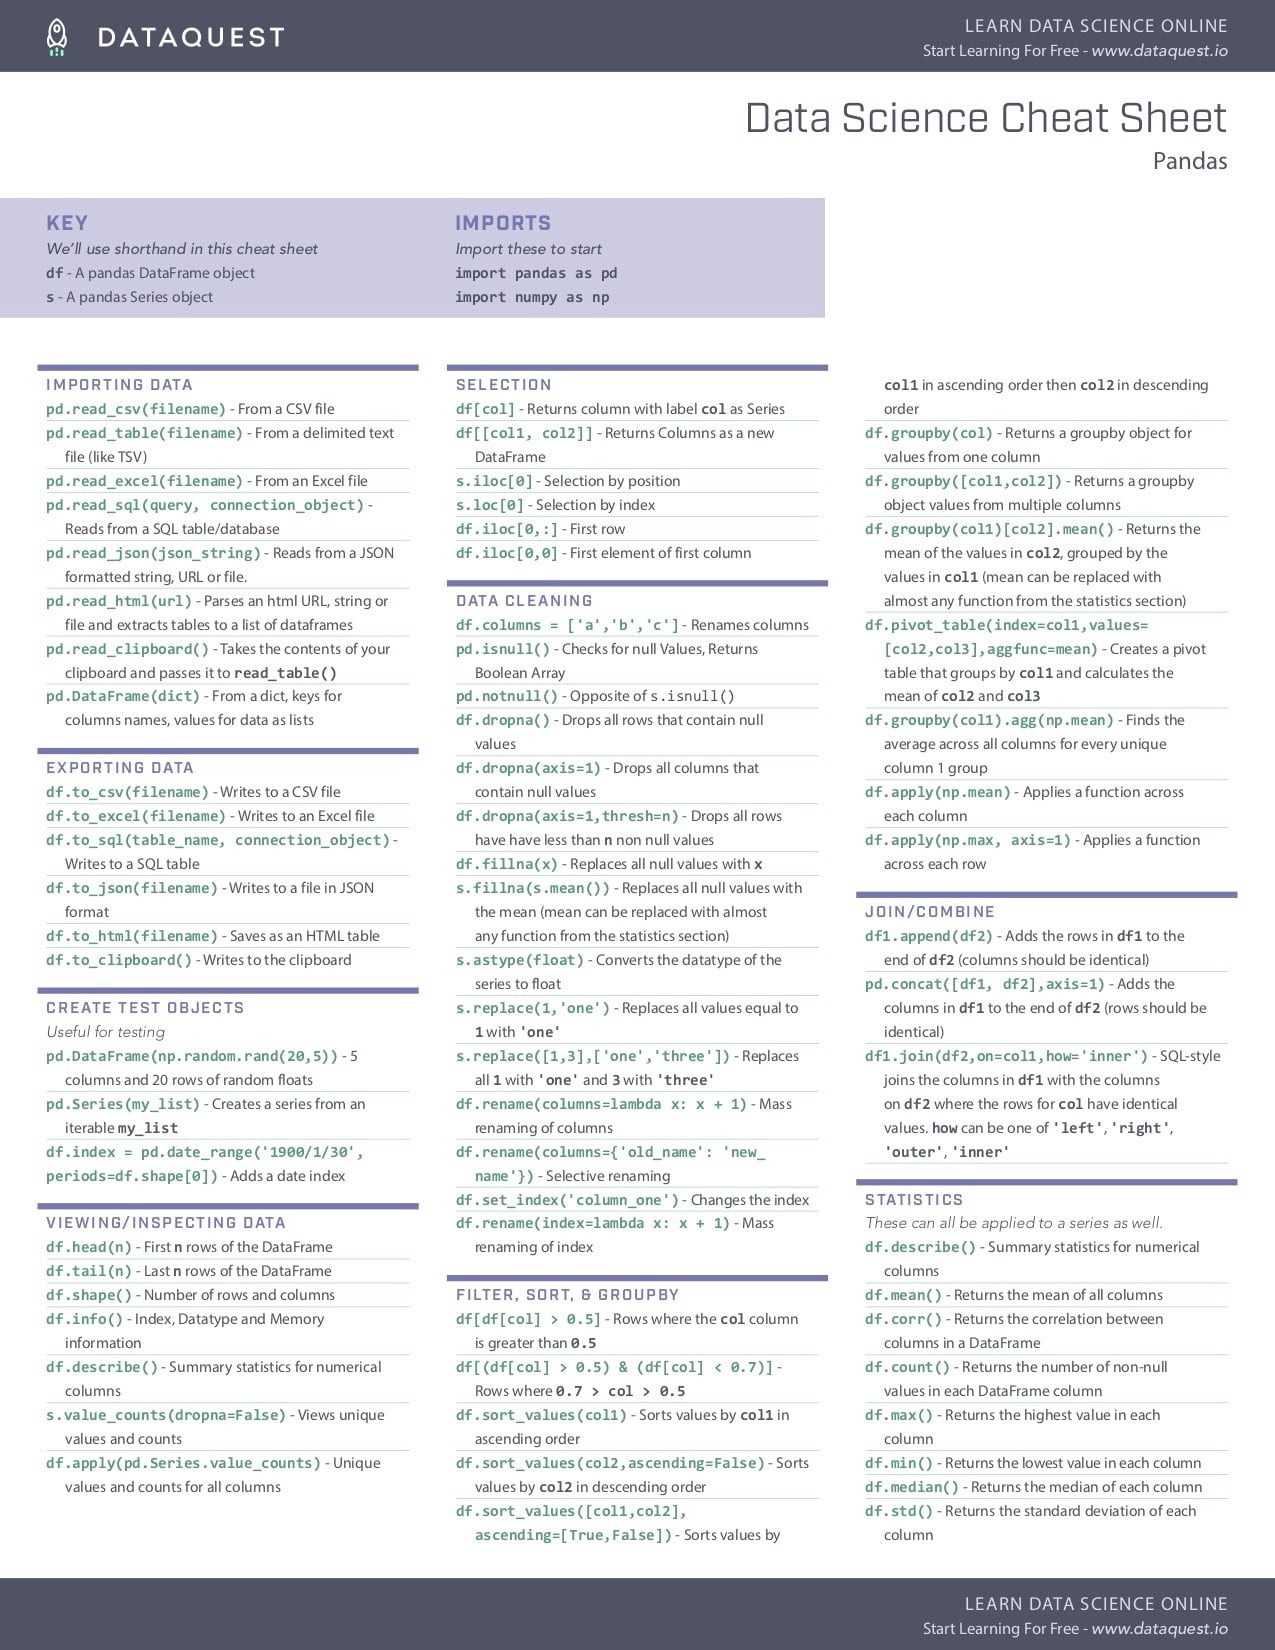 DATAQUEST
LEARN DATA SCIENCE ONLINE
Start Learning For Free - www.dataquest.io
Data Science Cheat Sheet
Pandas
KEY
We'll use shorthand in this cheat sheet
df - A pandas DataFrame object
s - A pandas Series object
IMPORTS
Import these to start
import pandas as pd
import numpy as np
IMPORTING DATA
pd.read_csv(filename) - From a CSV file
pd.read_table(filename) - From a delimited text
file (like TSV)
pd.read_excel(filename) - From an Excel file
pd.read_sql(query, connection_object) -
Reads from a SQL table/database
pd.read_json(json_string) - Reads from a JSON
formatted string, URL or file.
pd.read_html(url) - Parses an html URL, string or
file and extracts tables to a list of dataframes
pd.read_clipboard() - Takes the contents of your
clipboard and passes it to read_table()
pd.DataFrame(dict) - From a dict, keys for
columns names, values for data as lists
EXPORTING DATA
df.to_csv(filename) - Writes to a CSV file
df.to_excel(filename) - Writes to an Excel file
df.to_sql(table_name, connection_object) -
Writes to a SQL table
df.to_json(filename) - Writes to a file in JSON
format
df.to_html(filename) - Saves as an HTML table
df.to_clipboard() - Writes to the clipboard
CREATE TEST OBJECTS
Useful for testing
pd.DataFrame(np.random.rand(20,5)) - 5
columns and 20 rows of random floats
pd.Series(my_list) - Creates a series from an
iterable my_list
df.index = pd.date_range('1900/1/30',
periods=df.shape[0]) - Adds a date index
VIEWING/INSPECTING DATA
df.head(n) - First n rows of the DataFrame
df.tail(n) - Last n rows of the DataFrame
df.shape() - Number of rows and columns
df.info() - Index, Datatype and Memory
information
df.describe() - Summary statistics for numerical
columns
s.value_counts(dropna=False) - Views unique
values and counts
df.apply(pd.Series.value_counts) - Unique
values and counts for all columns
SELECTION
df[col] - Returns column with label col as Series
df[[col1, col2]] - Returns Columns as a new
DataFrame
s.iloc[0] - Selection by position
s.loc[0] - Selection by index
df.iloc[0,:] - First row
df.iloc[0,0] - First element of first column
DATA CLEANING
df.columns = ['a','b','c'] - Renames columns
pd.isnull() - Checks for null Values, Returns
Boolean Array
pd.notnull() - Opposite of s.isnull()
df.dropna() - Drops all rows that contain null
values
df.dropna(axis=1) - Drops all columns that
contain null values
df.dropna(axis=1,thresh=n) - Drops all rows
have have less than n non null values
df.fillna(x) - Replaces all null values with x
s.fillna(s.mean()) - Replaces all null values with
the mean (mean can be replaced with almost
any function from the statistics section)
s.astype(float) - Converts the datatype of the
series to float
s.replace(1,'one') - Replaces all values equal to
1 with 'one'
s.replace([1,3],['one','three']) - Replaces
all 1 with 'one' and 3 with 'three'
df.rename(columns=lambda x: x + 1) - Mass
renaming of columns
df.rename(columns={'old_name': 'new_
name'}) - Selective renaming
df.set_index('column_one') - Changes the index
df.rename(index=lambda x: x + 1) - Mass
renaming of index
FILTER, SORT, & GROUPBY
df[df[col] > 0.5] - Rows where the col column
is greater than 0.5
df[(df[col] > 0.5) & (df[col] < 0.7)] -
Rows where 0.7 > col > 0.5
df.sort_values(col1) - Sorts values by col1 in
ascending order
df.sort_values(col2,ascending=False) - Sorts
values by col2 in descending order
df.sort_values([col1,col2],
ascending=[True,False]) - Sorts values by
col1 in ascending order then col2 in descending
order
df.groupby(col) - Returns a groupby object for
values from one column
df.groupby([col1,col2]) - Returns a groupby
object values from multiple columns
df.groupby(col1)[col2].mean() - Returns the
mean of the values in col2, grouped by the
values in col1 (mean can be replaced with
almost any function from the statistics section)
df.pivot_table(index=col1,values=
[col2,col3],aggfunc=mean) - Creates a pivot
table that groups by col1 and calculates the
mean of col2 and col3
df.groupby(col1).agg(np.mean) - Finds the
average across all columns for every unique
column 1 group
df.apply(np.mean) - Applies a function across
each column
df.apply(np.max, axis=1) - Applies a function
across each row
JOIN/COMBINE
df1.append(df2) - Adds the rows in df1 to the
end of df2 (columns should be identical)
pd.concat([df1, df2],axis=1) - Adds the
columns in df1 to the end of df2 (rows should be
identical)
df1.join(df2,on=col1,how='inner') - SQL-style
joins the columns in df1 with the columns
on df2 where the rows for col have identical
values. how can be one of 'left', 'right',
'outer', 'inner'
STATISTICS
These can all be applied to a series as well.
df.describe() - Summary statistics for numerical
columns
df.mean() - Returns the mean of all columns
df.corr() - Returns the correlation between
columns in a DataFrame
df.count() - Returns the number of non-null
values in each DataFrame column
df.max() - Returns the highest value in each
column
df.min() - Returns the lowest value in each column
df.median() - Returns the median of each column
df.std() - Returns the standard deviation of each
column
LEARN DATA SCIENCE ONLINE
Start Learning For Free - www.dataquest.io